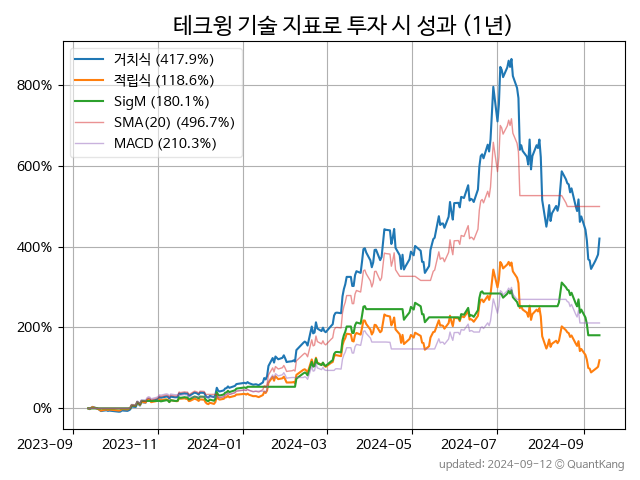 테크윙 기술 지표로 투자 시 성과 (1년)
거치식 (417.9%)
적립식 (118.6%)
SigM (180.1%)
SMA(20) (496.7%)
MACD (210.3%)
800%
600%
400%
200%
0%
2023-09 2023-11 2024-01 2024-03 2024-05 2024-07 2024-09
updated: 2024-09-12 © QuantKang